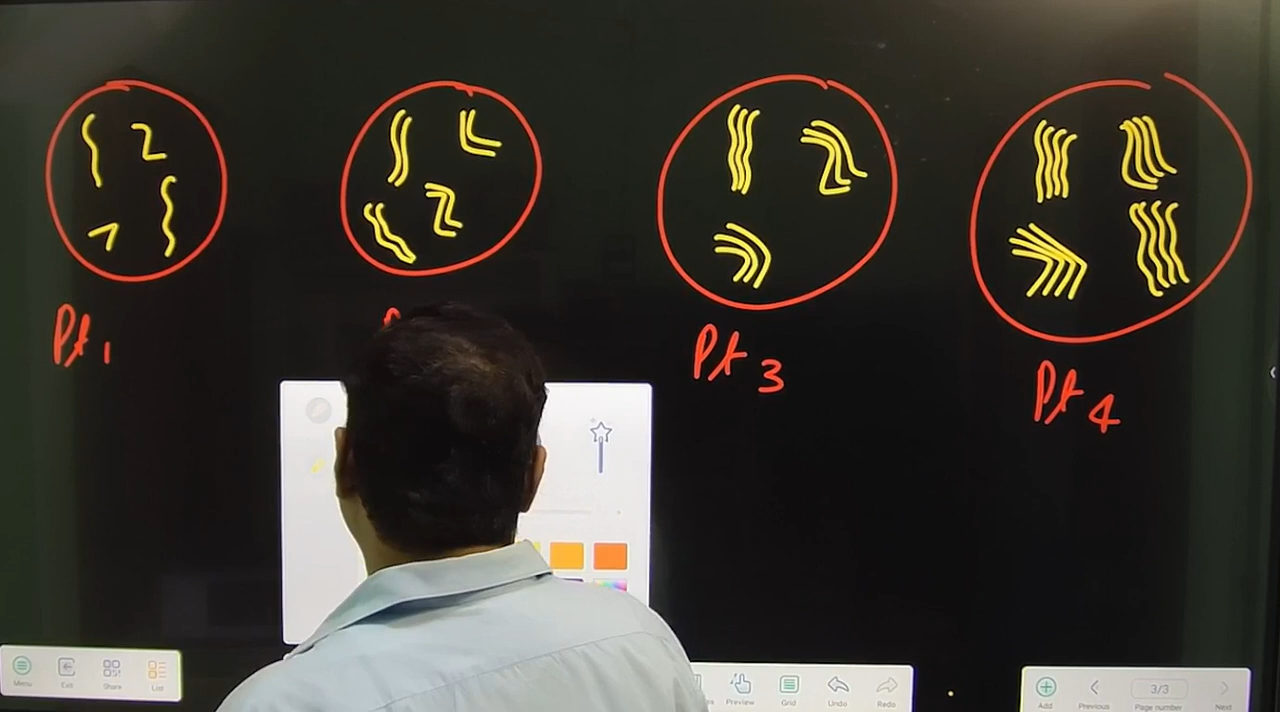 Pt 1
Pt 3
Pt 4
Menu
Exit
Share
List
Preview
Grid
Undo
Redo
Add
Previous
3/3
Page number
Next